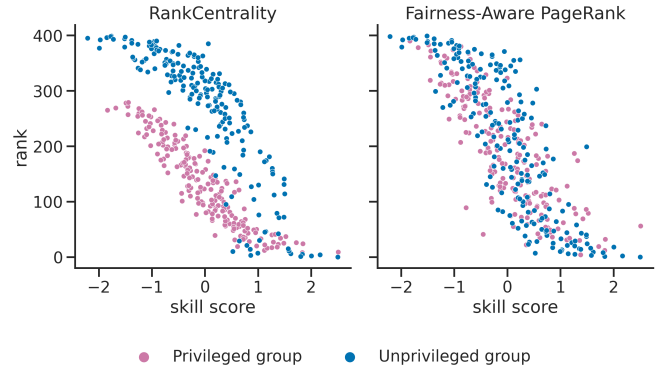 RankCentrality
Fairness-Aware PageRank
rank
400
300
200
100
0
−2 −1 0 1 2
−2 −1 0 1 2
skill score
skill score
Privileged group
Unprivileged group